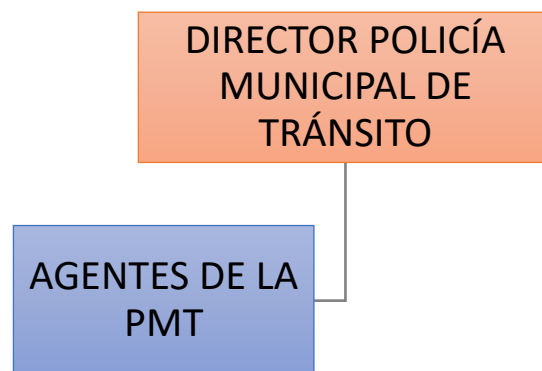 DIRECTOR POLICÍA
MUNICIPAL DE
TRÁNSITO
AGENTES DE LA
PMT